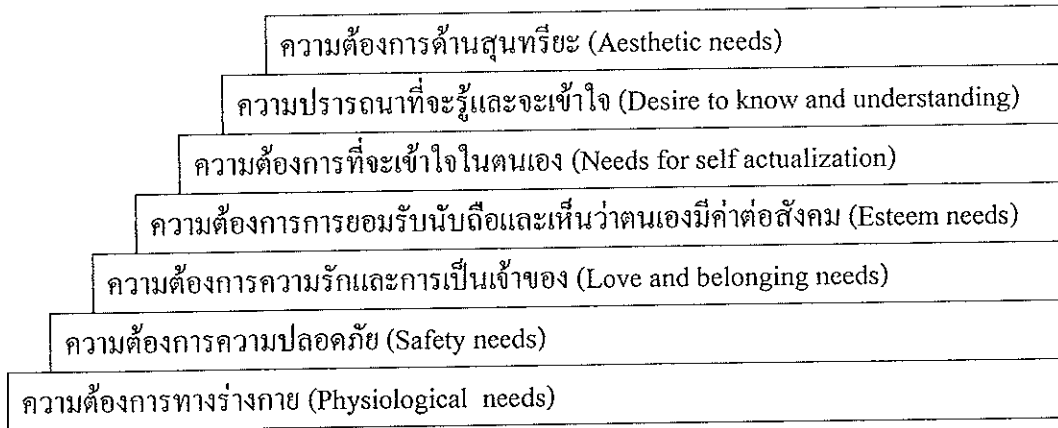 ความต้องการด้านสุนทรียะ (Aesthetic needs)
ความปรารถนาที่จะรู้และจะเข้าใจ (Desire to know and understanding)
ความต้องการที่จะเข้าใจในตนเอง (Needs for self actualization)
ความต้องการการยอมรับนับถือและเห็นว่าตนเองมีค่าต่อสังคม (Esteem needs)
ความต้องการความรักและการเป็นเจ้าของ (Love and belonging needs)
ความต้องการความปลอดภัย (Safety needs)
ความต้องการทางร่างกาย (Physiological needs)